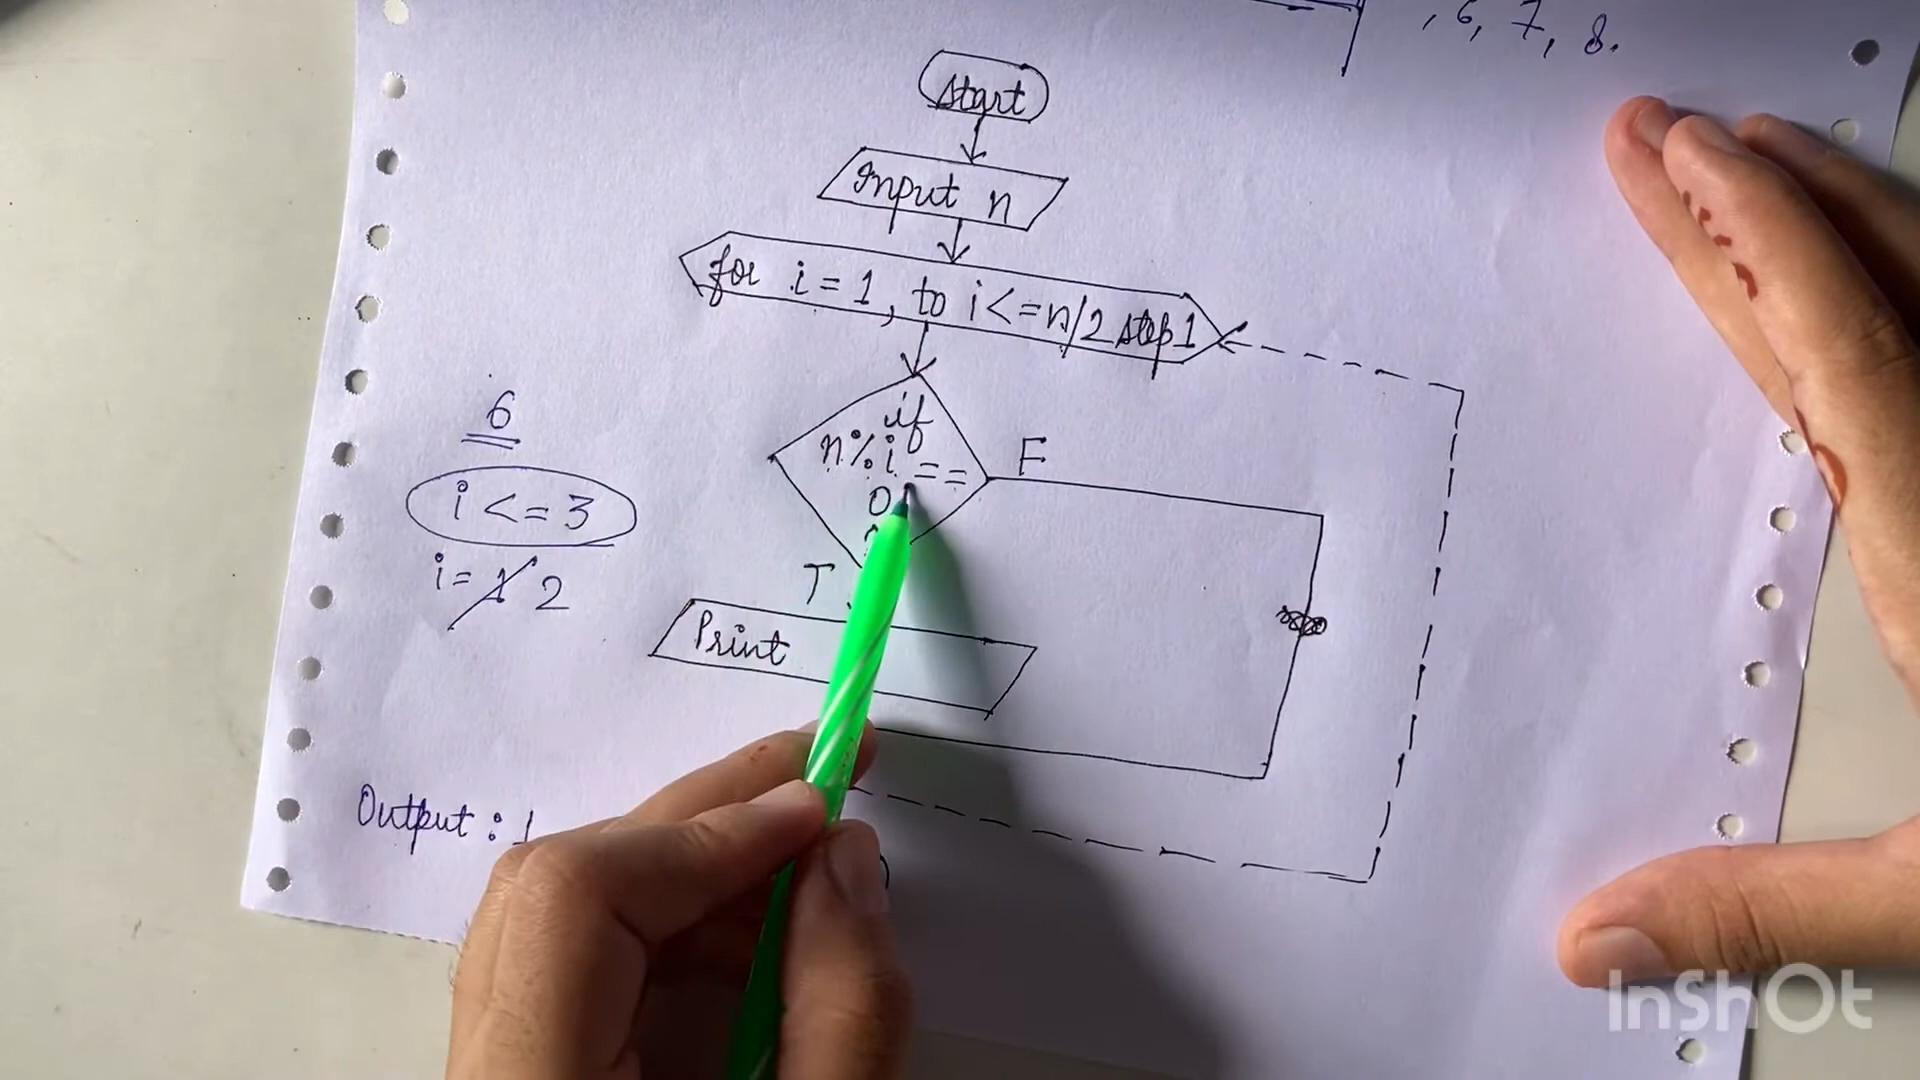 , 6, 7, 8.
Start
Input n
for i = 1, to i <= n/2 step 1
if
n % i ==
0
F
T
Print
6
i <= 3
i = 1 2
Output : 1
InShOt